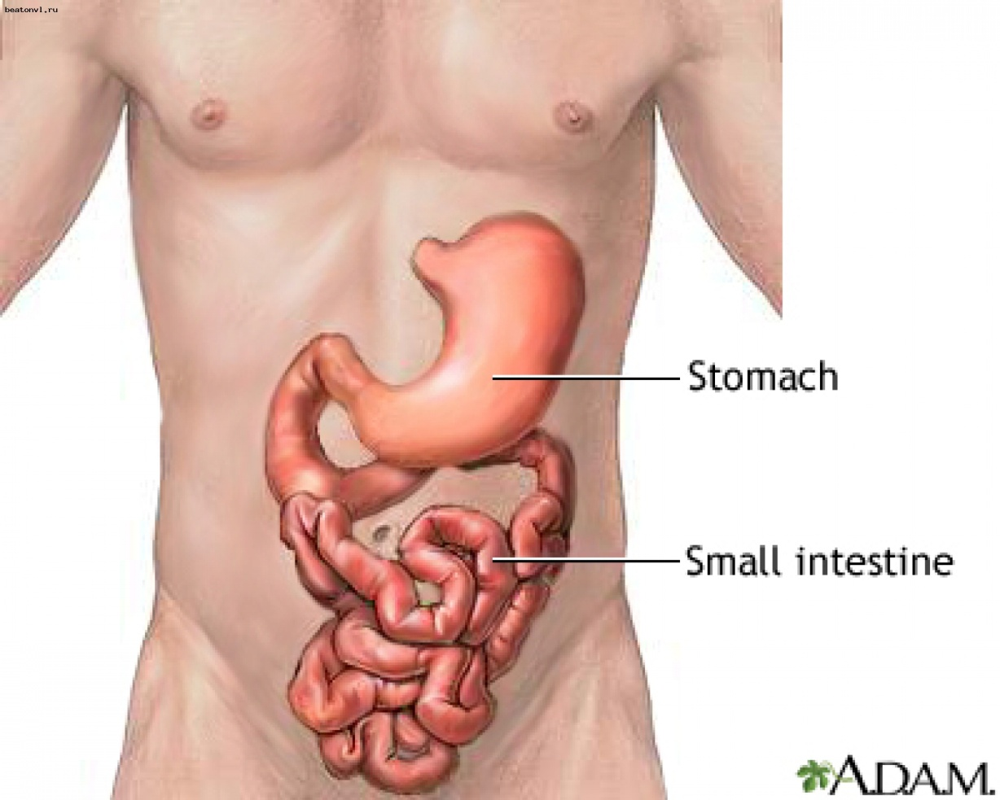 beatonvl.ru
Stomach
Small intestine
A.D.A.M.